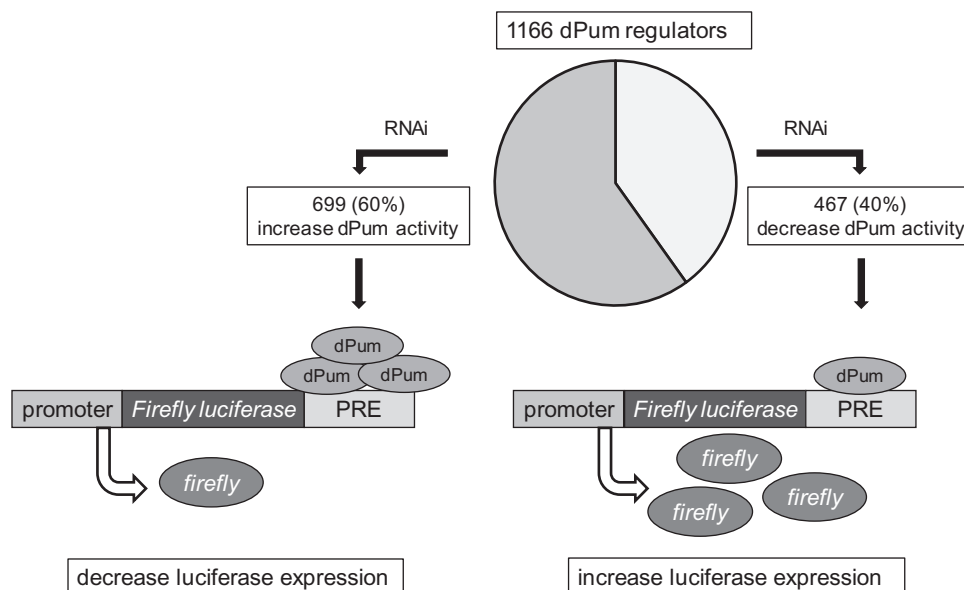 1166 dPum regulators
RNAi
RNAi
699 (60%)
increase dPum activity
467 (40%)
decrease dPum activity
dPum
dPum
dPum
promoter
Firefly luciferase
PRE
firefly
decrease luciferase expression
dPum
promoter
Firefly luciferase
PRE
firefly
firefly
firefly
increase luciferase expression